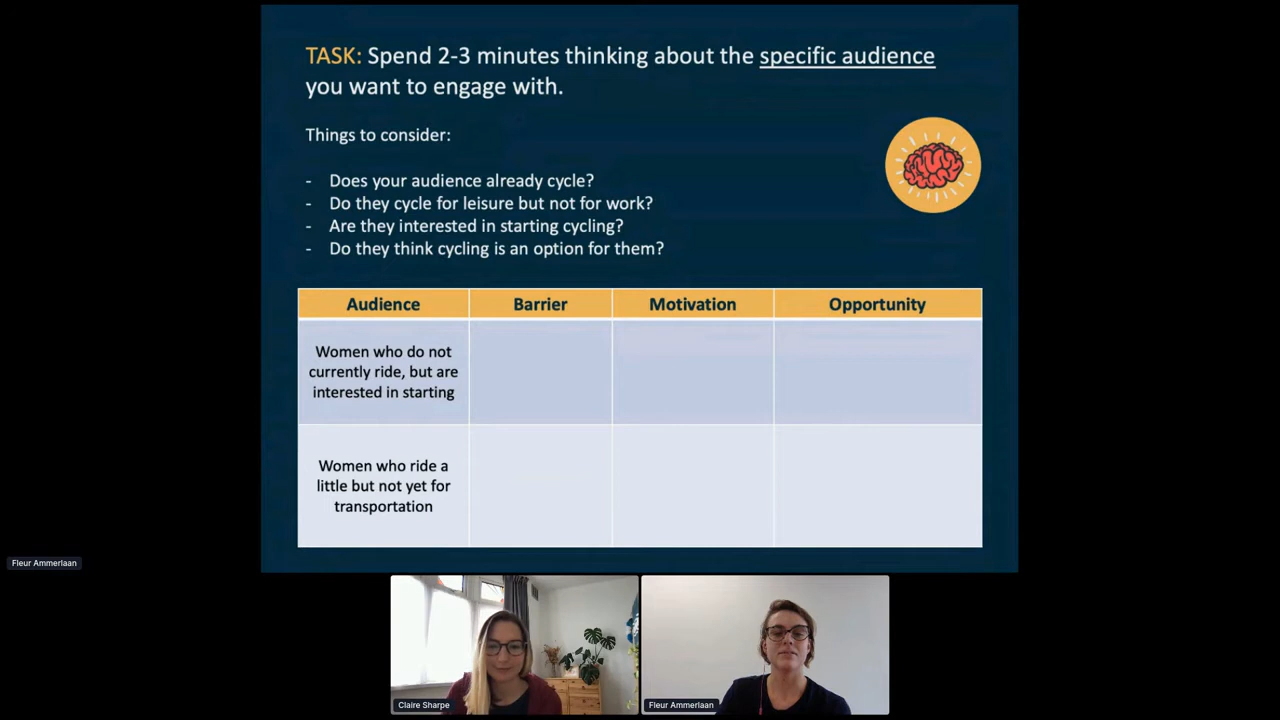 TASK: Spend 2-3 minutes thinking about the specific audience
you want to engage with.
Things to consider:
- Does your audience already cycle?
- Do they cycle for leisure but not for work?
- Are they interested in starting cycling?
- Do they think cycling is an option for them?
Audience Barrier Motivation Opportunity
Women who do not
currently ride, but are
interested in starting
Women who ride a
little but not yet for
transportation
Fleur Ammerlaan
Claire Sharpe
Fleur Ammerlaan